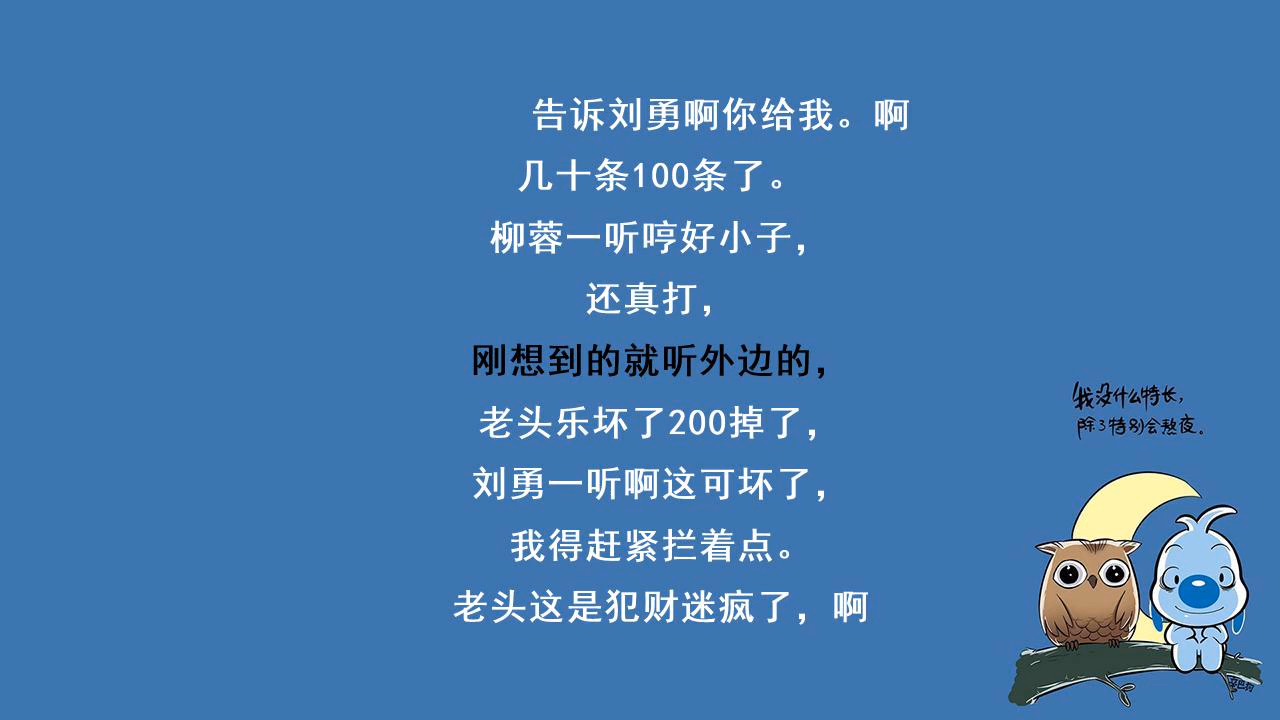 告诉刘勇啊你给我。啊
几十条100条了。
柳蓉一听哼好小子，
还真打，
刚想到的就听外边的，
老头乐坏了200掉了，
刘勇一听啊这可坏了，
我得赶紧拦着点。
老头这是犯财迷疯了，啊
我没什么特长，
除了特别会熬夜。